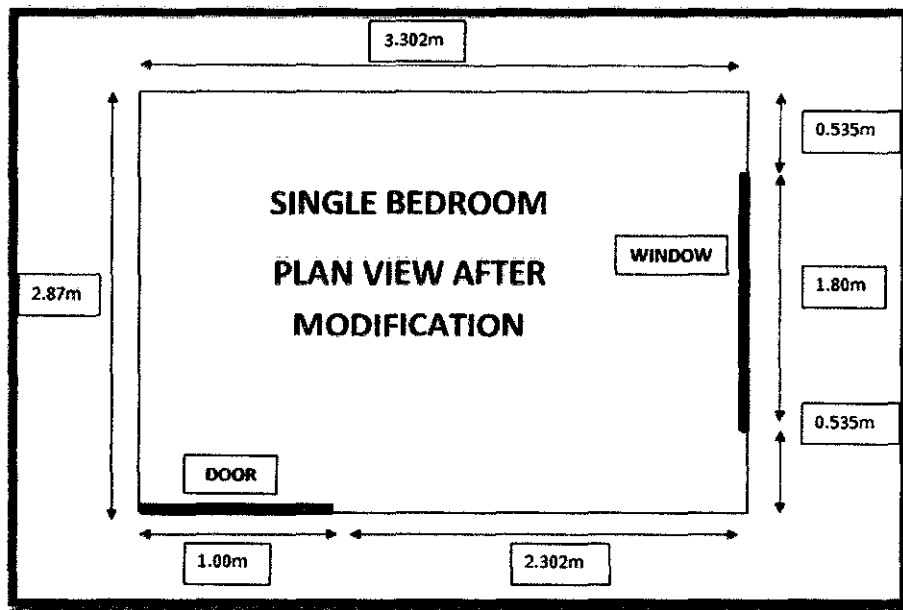 3.302m
0.535m
SINGLE BEDROOM
WINDOW
PLAN VIEW AFTER
2.87m
1.80m
MODIFICATION
0.535m
DOOR
1.00m
2.302m